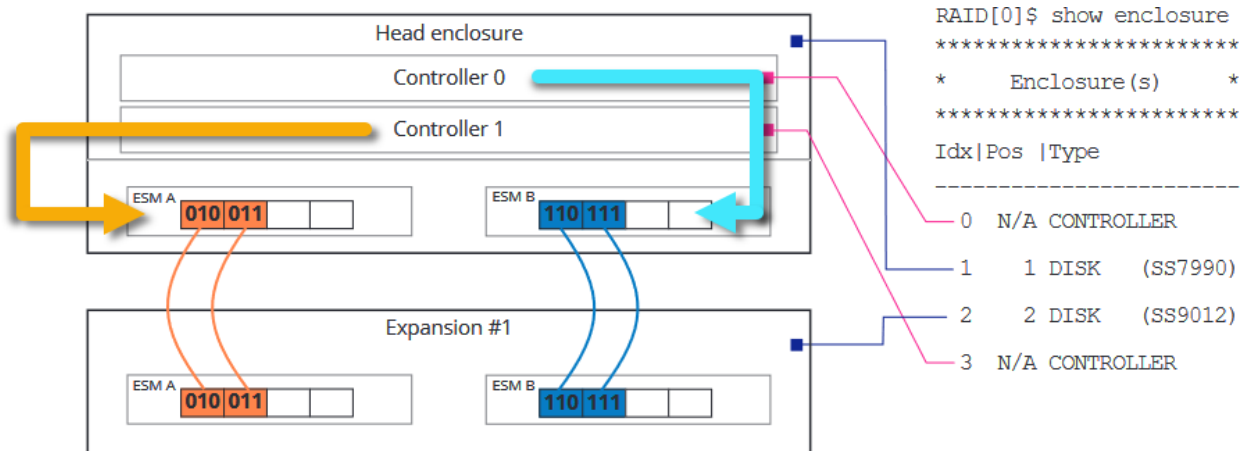 Head enclosure
Controller 0
Controller 1
ESM A
010 011
ESM B
110 111
Expansion #1
ESM A
010 011
ESM B
110 111
RAID[0]$ show enclosure
************************
* Enclosure(s) *
************************
Idx|Pos |Type
------------------------
0 N/A CONTROLLER
1 1 DISK (SS7990)
2 2 DISK (SS9012)
3 N/A CONTROLLER